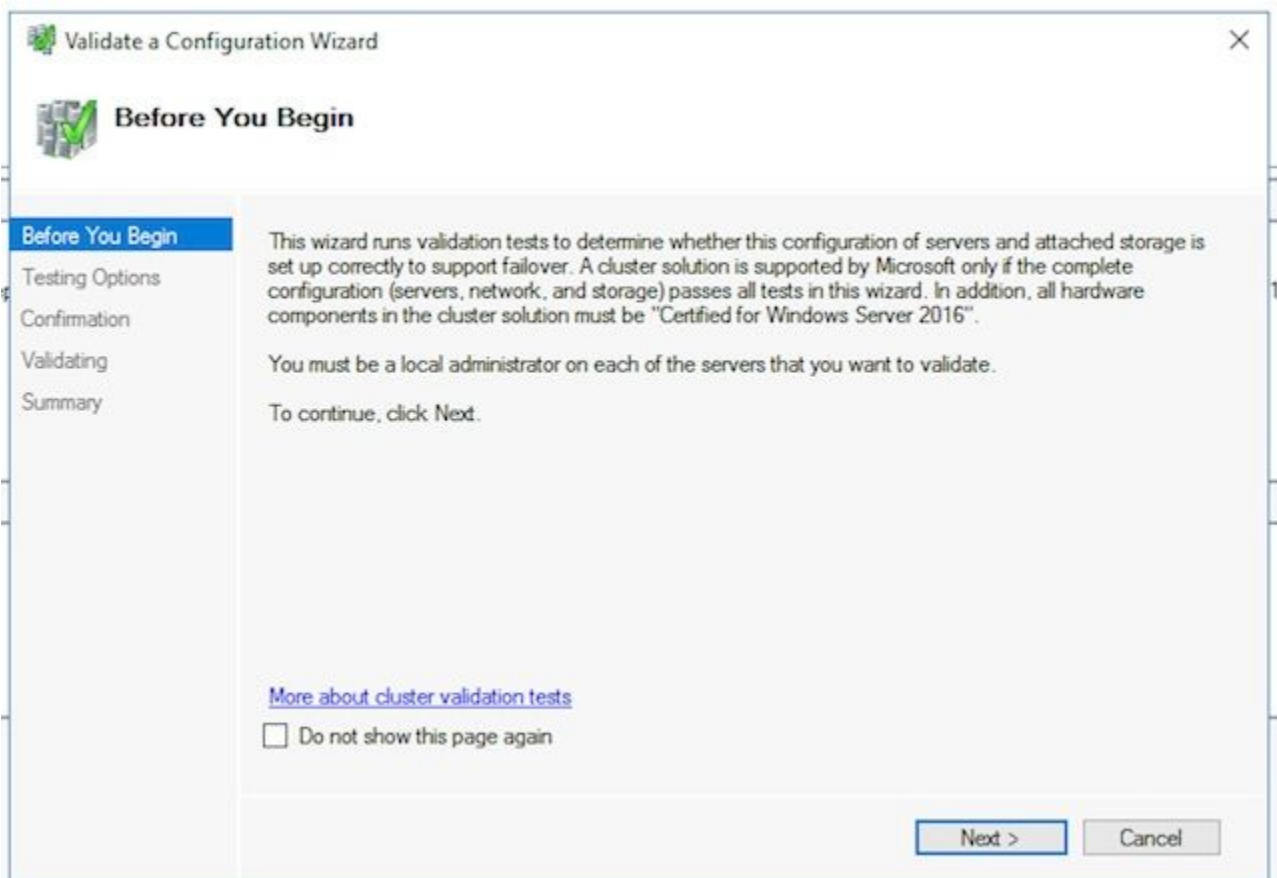 Validate a Configuration Wizard
Before You Begin
Before You Begin
Testing Options
Confirmation
Validating
Summary
This wizard runs validation tests to determine whether this configuration of servers and attached storage is
set up correctly to support failover. A cluster solution is supported by Microsoft only if the complete
configuration (servers, network, and storage) passes all tests in this wizard. In addition, all hardware
components in the cluster solution must be "Certified for Windows Server 2016".
You must be a local administrator on each of the servers that you want to validate.
To continue, click Next.
More about cluster validation tests
Do not show this page again
Next >
Cancel